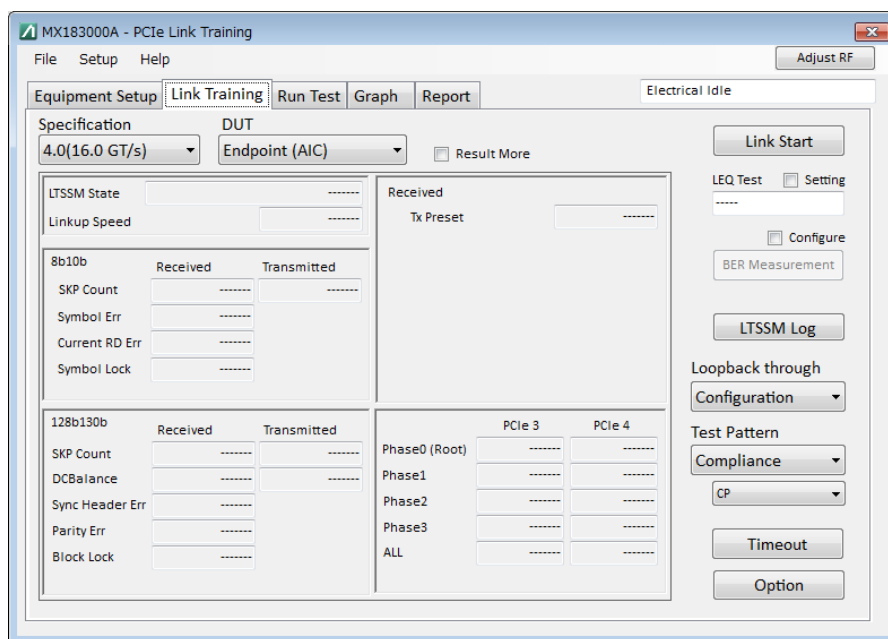 MX183000A - PCIe Link Training
File Setup Help
Adjust RF
Equipment Setup Link Training Run Test Graph Report
Electrical Idle
Specification DUT
4.0(16.0 GT/s) Endpoint (AIC) Result More
Link Start
LTSSM State -------
Linkup Speed -------
Received
Tx Preset -------
LEQ Test Setting
-----
Configure
BER Measurement
8b10b Received Transmitted
SKP Count ------- -------
Symbol Err -------
Current RD Err -------
Symbol Lock -------
LTSSM Log
Loopback through
Configuration
128b130b Received Transmitted
SKP Count ------- -------
DCBalance ------- -------
Sync Header Err -------
Parity Err -------
Block Lock -------
PCIe 3 PCIe 4
Phase0 (Root) ------- -------
Phase1 ------- -------
Phase2 ------- -------
Phase3 ------- -------
ALL ------- -------
Test Pattern
Compliance
CP
Timeout
Option